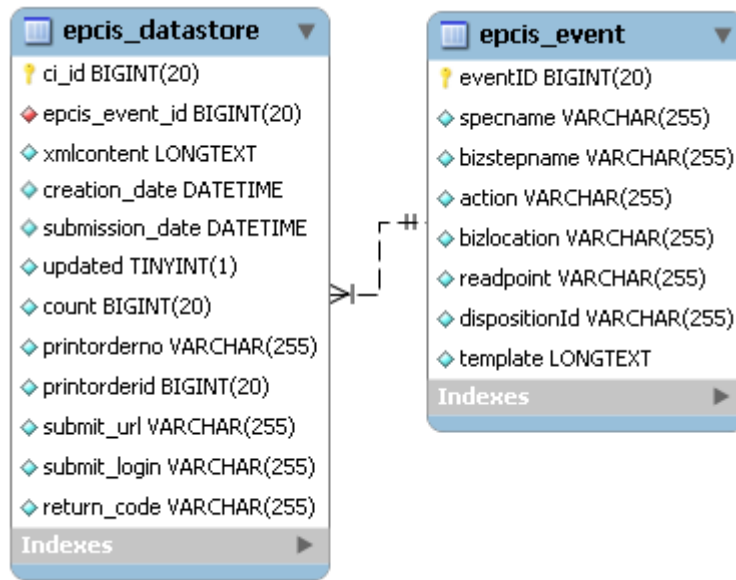 epcis_datastore
ci_id BIGINT(20)
epcis_event_id BIGINT(20)
xmlcontent LONGTEXT
creation_date DATETIME
submission_date DATETIME
updated TINYINT(1)
count BIGINT(20)
printorderno VARCHAR(255)
printorderid BIGINT(20)
submit_url VARCHAR(255)
submit_login VARCHAR(255)
return_code VARCHAR(255)
Indexes
epcis_event
eventID BIGINT(20)
specname VARCHAR(255)
bizstepname VARCHAR(255)
action VARCHAR(255)
bizlocation VARCHAR(255)
readpoint VARCHAR(255)
dispositionId VARCHAR(255)
template LONGTEXT
Indexes